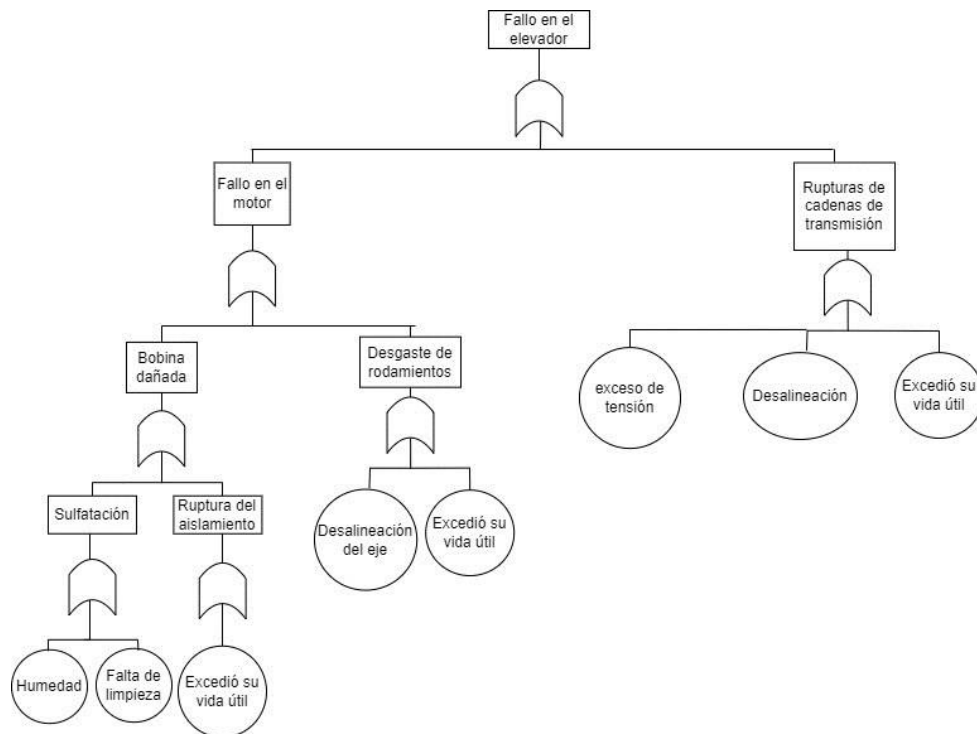 Fallo en el
elevador
Fallo en el
motor
Rupturas de
cadenas de
transmisión
Bobina
dañada
Desgaste de
rodamientos
exceso de
tensión
Desalineación
Excedió su
vida útil
Sulfatación
Ruptura del
aislamiento
Desalineación
del eje
Excedió su
vida útil
Humedad
Falta de
limpieza
Excedió su
vida útil